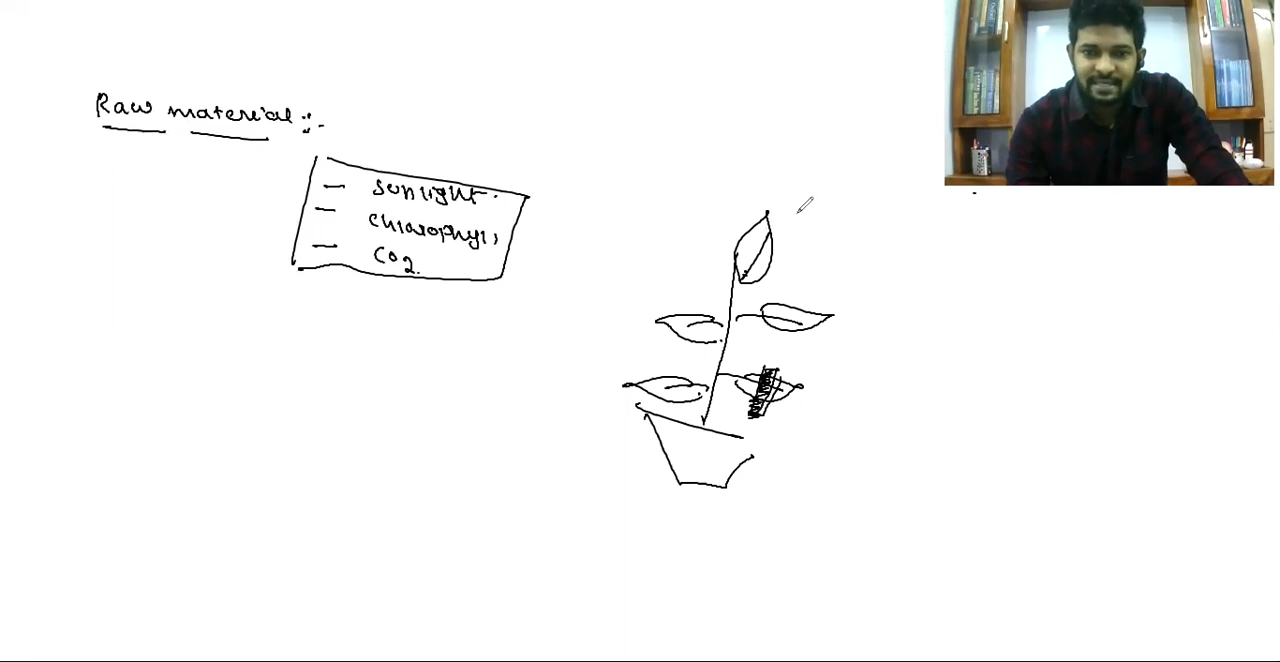 Raw material :-
- sunlight.
- chlorophyll,
- CO2.